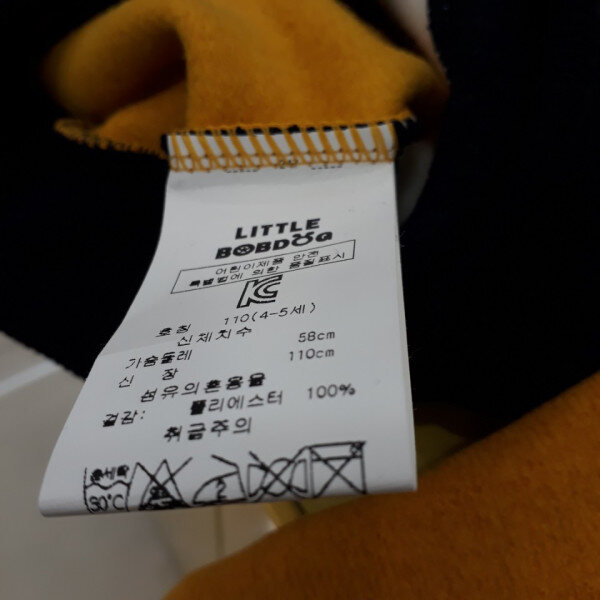 LITTLE
BOBDOG
어린이제품 안전
특별법에 의한 품질표시
KC
호칭 110(4-5세)
신체치수
가슴둘레 58cm
신 장 110cm
섬유의혼용율
겉감: 폴리에스터 100%
취급주의
중성 30°C 2